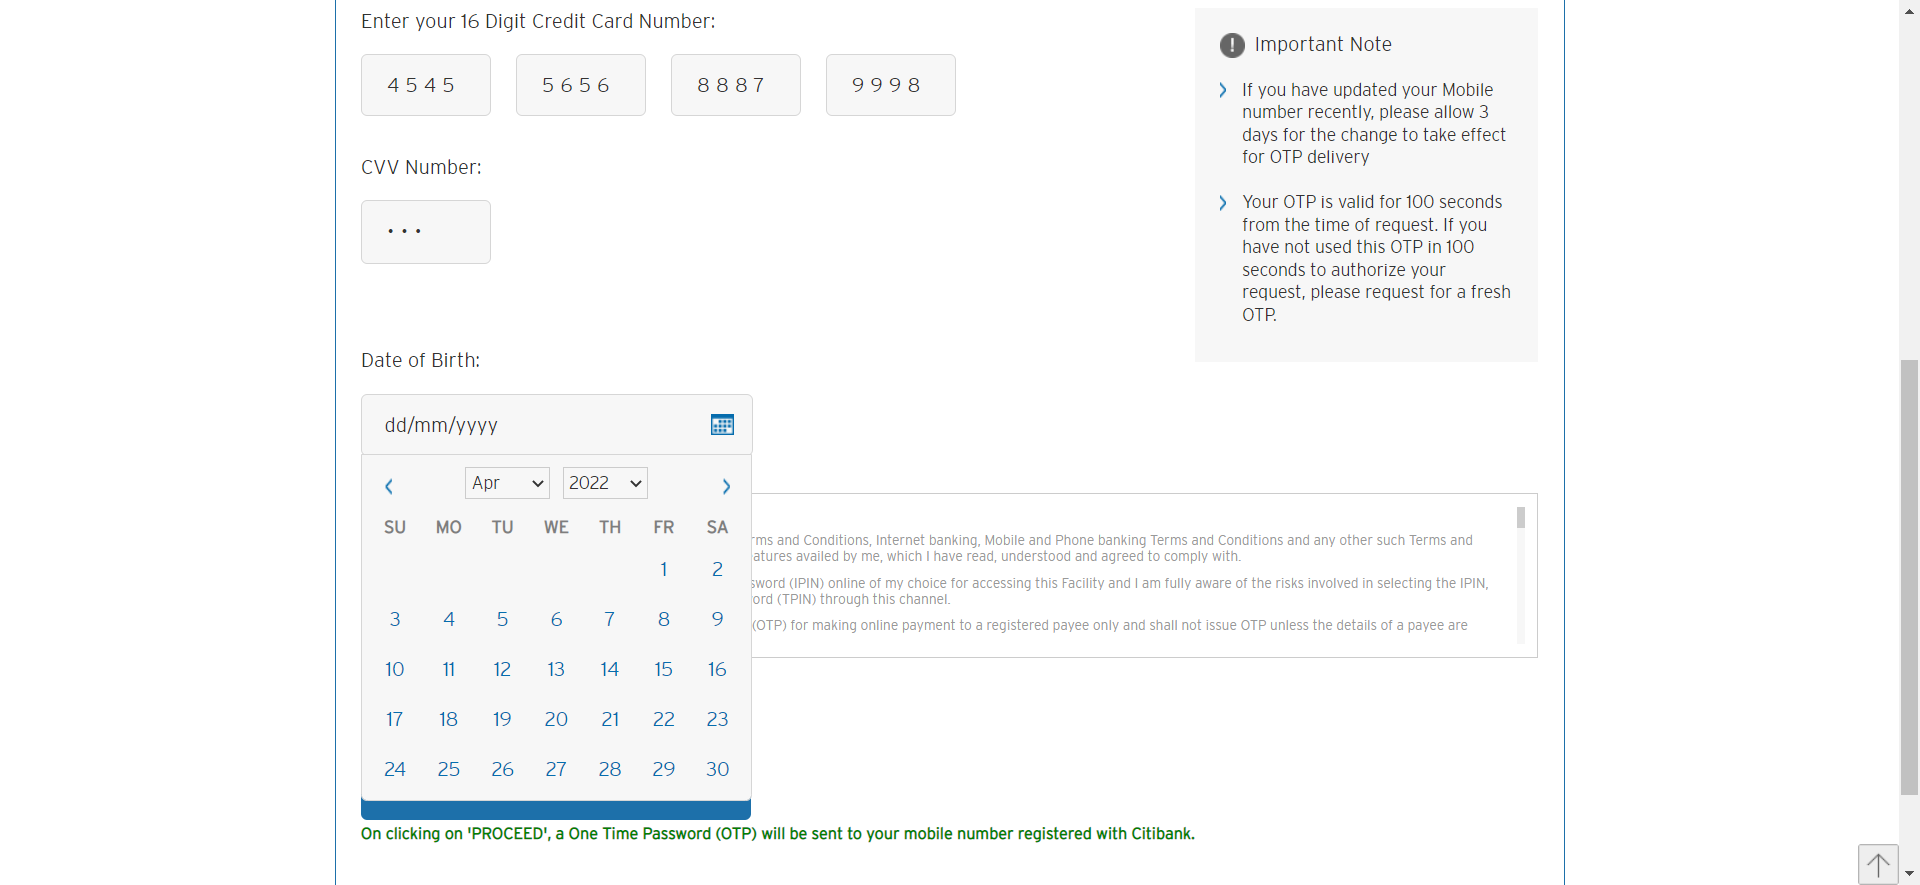 Enter your 16 Digit Credit Card Number:
4545 5656 8887 9998
CVV Number:
Date of Birth:
dd/mm/yyyy
Apr 2022
SU MO TU WE TH FR SA
1 2
3 4 5 6 7 8 9
10 11 12 13 14 15 16
17 18 19 20 21 22 23
24 25 26 27 28 29 30
ms and Conditions, Internet banking, Mobile and Phone banking Terms and Conditions and any other such Terms and
atures availed by me, which I have read, understood and agreed to comply with.
sword (IPIN) online of my choice for accessing this Facility and I am fully aware of the risks involved in selecting the IPIN,
ord (TPIN) through this channel.
(OTP) for making online payment to a registered payee only and shall not issue OTP unless the details of a payee are
On clicking on 'PROCEED', a One Time Password (OTP) will be sent to your mobile number registered with Citibank.
! Important Note
If you have updated your Mobile
number recently, please allow 3
days for the change to take effect
for OTP delivery
Your OTP is valid for 100 seconds
from the time of request. If you
have not used this OTP in 100
seconds to authorize your
request, please request for a fresh
OTP.